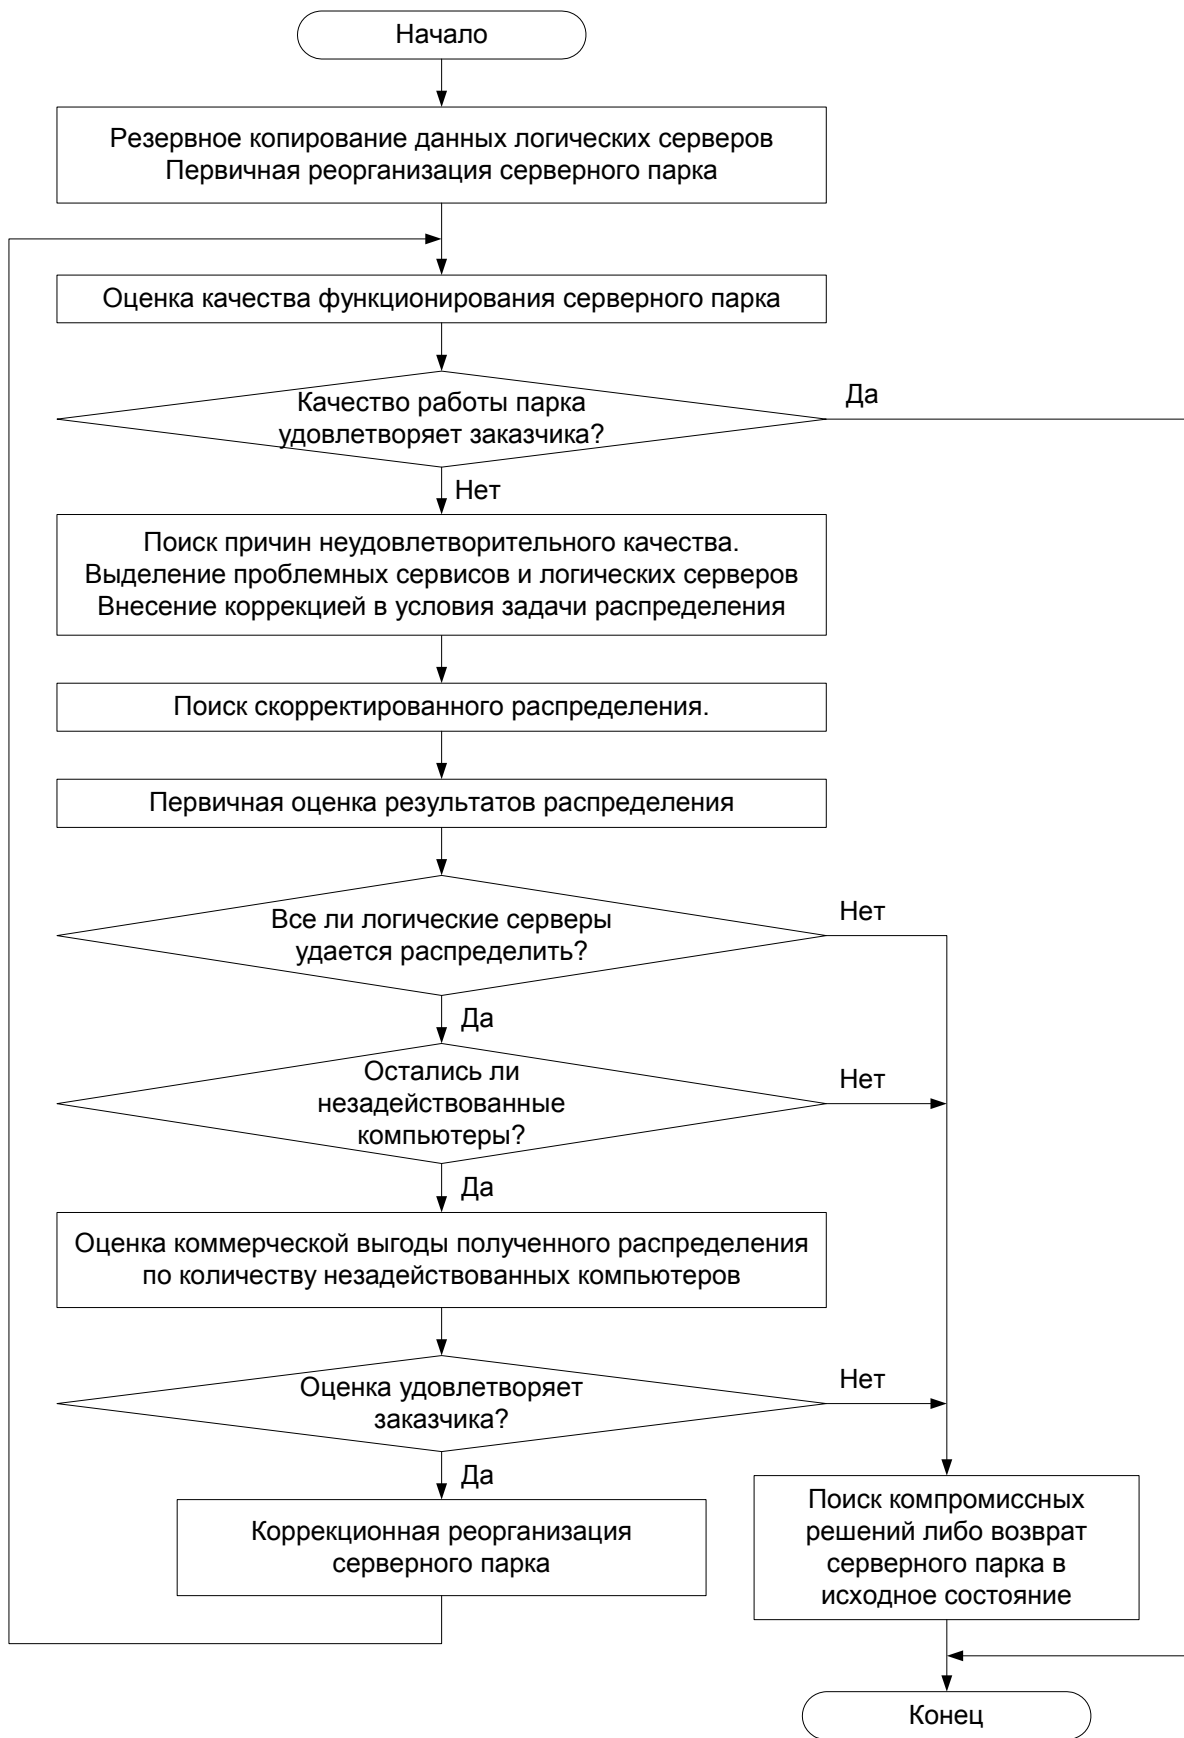 Начало
Резервное копирование данных логических серверов
Первичная реорганизация серверного парка
Оценка качества функционирования серверного парка
Качество работы парка
удовлетворяет заказчика?
Да
Нет
Поиск причин неудовлетворительного качества.
Выделение проблемных сервисов и логических серверов
Внесение коррекцией в условия задачи распределения
Поиск скорректированного распределения.
Первичная оценка результатов распределения
Все ли логические серверы
удается распределить?
Нет
Да
Остались ли
незадействованные
компьютеры?
Нет
Да
Оценка коммерческой выгоды полученного распределения
по количеству незадействованных компьютеров
Оценка удовлетворяет
заказчика?
Нет
Да
Коррекционная реорганизация
серверного парка
Поиск компромиссных
решений либо возврат
серверного парка в
исходное состояние
Конец